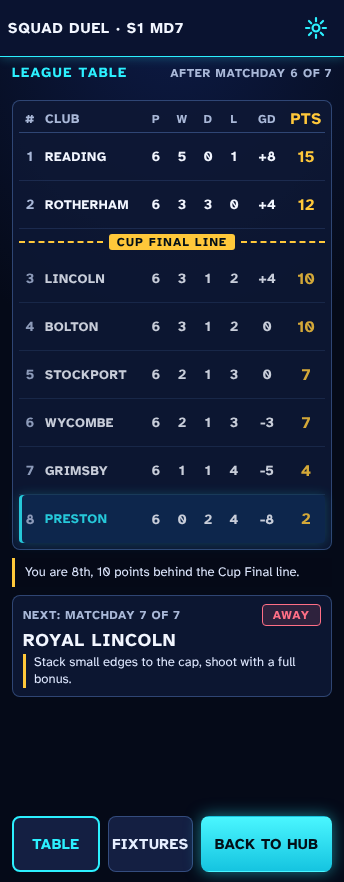 SQUAD DUEL · S1 MD7
LEAGUE TABLE AFTER MATCHDAY 6 OF 7
# CLUB P W D L GD PTS
1 READING 6 5 0 1 +8 15
2 ROTHERHAM 6 3 3 0 +4 12
CUP FINAL LINE
3 LINCOLN 6 3 1 2 +4 10
4 BOLTON 6 3 1 2 0 10
5 STOCKPORT 6 2 1 3 0 7
6 WYCOMBE 6 2 1 3 -3 7
7 GRIMSBY 6 1 1 4 -5 4
8 PRESTON 6 0 2 4 -8 2
You are 8th, 10 points behind the Cup Final line.
NEXT: MATCHDAY 7 OF 7 AWAY
ROYAL LINCOLN
Stack small edges to the cap, shoot with a full
bonus.
TABLE FIXTURES BACK TO HUB